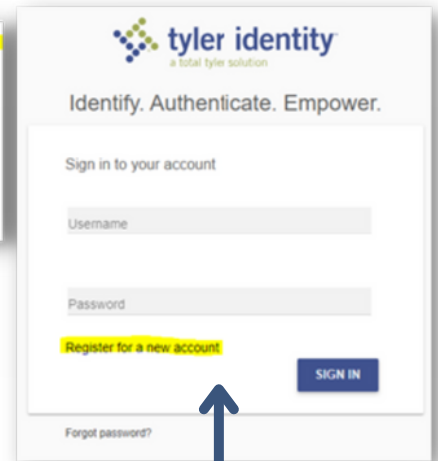 tyler identity
a total tyler solution
Identify. Authenticate. Empower.
Sign in to your account
Username
Password
Register for a new account
SIGN IN
Forgot password?